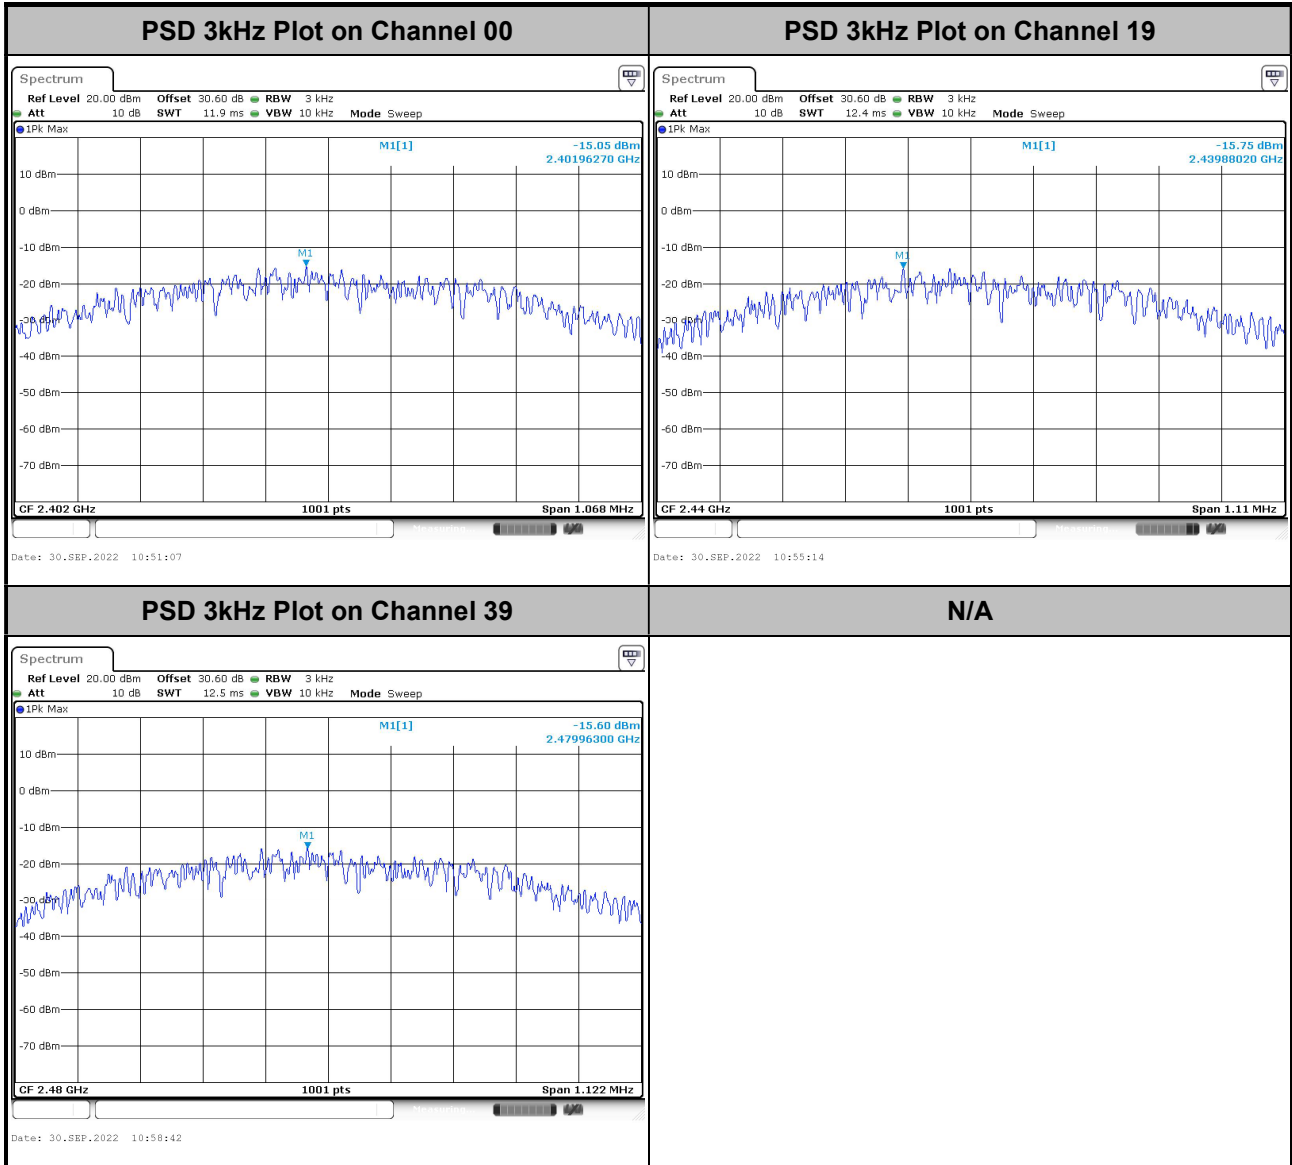 PSD 3kHz Plot on Channel 00
Spectrum
Ref Level 20.00 dBm Offset 30.60 dB RBW 3 kHz
Att 10 dB SWT 11.9 ms VBW 10 kHz Mode Sweep
1Pk Max
M1[1] -15.05 dBm
2.40196270 GHz
10 dBm
0 dBm
-10 dBm
M1
-20 dBm
-30 dBm
-40 dBm
-50 dBm
-60 dBm
-70 dBm
CF 2.402 GHz 1001 pts Span 1.068 MHz
Measuring...
Date: 30.SEP.2022 10:51:07
PSD 3kHz Plot on Channel 19
Spectrum
Ref Level 20.00 dBm Offset 30.60 dB RBW 3 kHz
Att 10 dB SWT 12.4 ms VBW 10 kHz Mode Sweep
1Pk Max
M1[1] -15.75 dBm
2.43988020 GHz
10 dBm
0 dBm
-10 dBm
M1
-20 dBm
-30 dBm
-40 dBm
-50 dBm
-60 dBm
-70 dBm
CF 2.44 GHz 1001 pts Span 1.11 MHz
Measuring...
Date: 30.SEP.2022 10:55:14
PSD 3kHz Plot on Channel 39
Spectrum
Ref Level 20.00 dBm Offset 30.60 dB RBW 3 kHz
Att 10 dB SWT 12.5 ms VBW 10 kHz Mode Sweep
1Pk Max
M1[1] -15.60 dBm
2.47996300 GHz
10 dBm
0 dBm
-10 dBm
M1
-20 dBm
-30 dBm
-40 dBm
-50 dBm
-60 dBm
-70 dBm
CF 2.48 GHz 1001 pts Span 1.122 MHz
Measuring...
Date: 30.SEP.2022 10:58:42
N/A